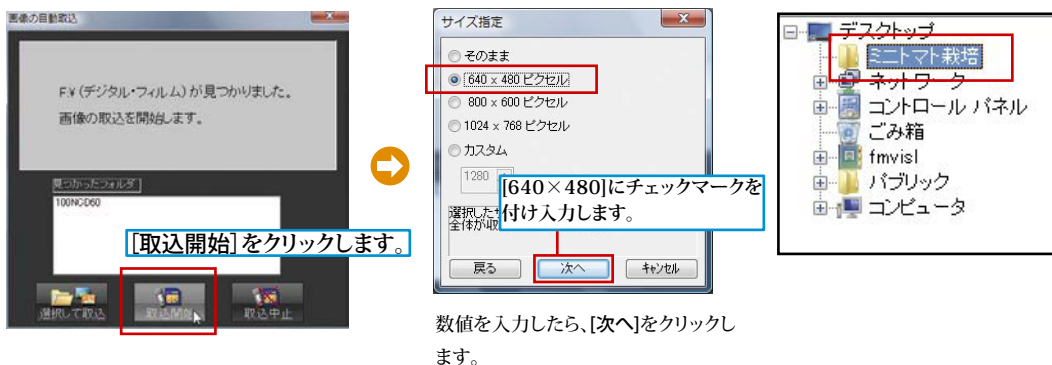 画像の自動取込
F:¥ (デジタル・フィルム)が見つかりました。
画像の取込を開始します。
見つかったフォルダ
100NCD60
[取込開始]をクリックします。
選択して取込
取込開始
取込中止
サイズ指定
そのまま
640 x 480 ピクセル
800 x 600 ピクセル
1024 x 768 ピクセル
カスタム
1280
[640×480]にチェックマークを
付け入力します。
選択した
全体が収
戻る
次へ
キャンセル
数値を入力したら、[次へ]をクリックし
ます。
デスクトップ
ミニトマト栽培
ネットワーク
コントロール パネル
ごみ箱
fmvisl
パブリック
コンピュータ